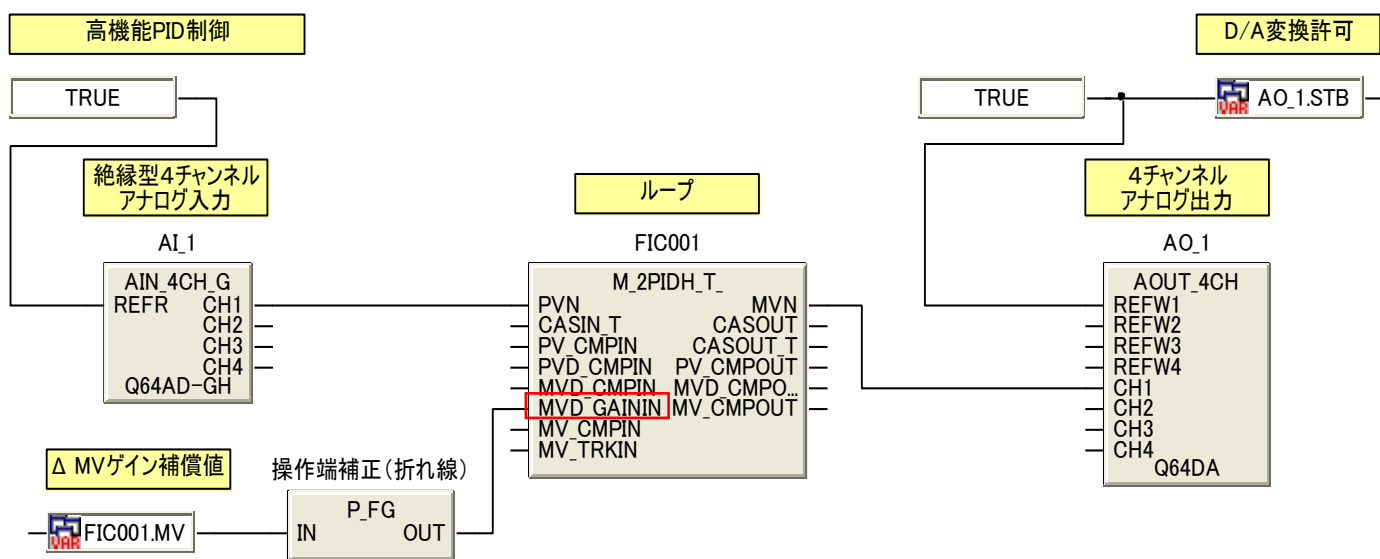 高機能PID制御
D/A変換許可
TRUE
TRUE
VAR AO_1.STB
絶縁型4チャンネル
アナログ入力
ループ
4チャンネル
アナログ出力
AI_1
FIC001
AO_1
AIN_4CH_G
REFR CH1
CH2
CH3
CH4
Q64AD-GH
M_2PIDH_T_
PVN MVN
CASIN_T CASOUT
PV_CMPIN CASOUT_T
PVD_CMPIN PV_CMPOUT
MVD_CMPIN MVD_CMPO...
MVD_GAININ MV_CMPOUT
MV_CMPIN
MV_TRKIN
AOUT_4CH
REFW1
REFW2
REFW3
REFW4
CH1
CH2
CH3
CH4
Q64DA
Δ MVゲイン補償値
操作端補正(折れ線)
VAR FIC001.MV
P_FG
IN OUT